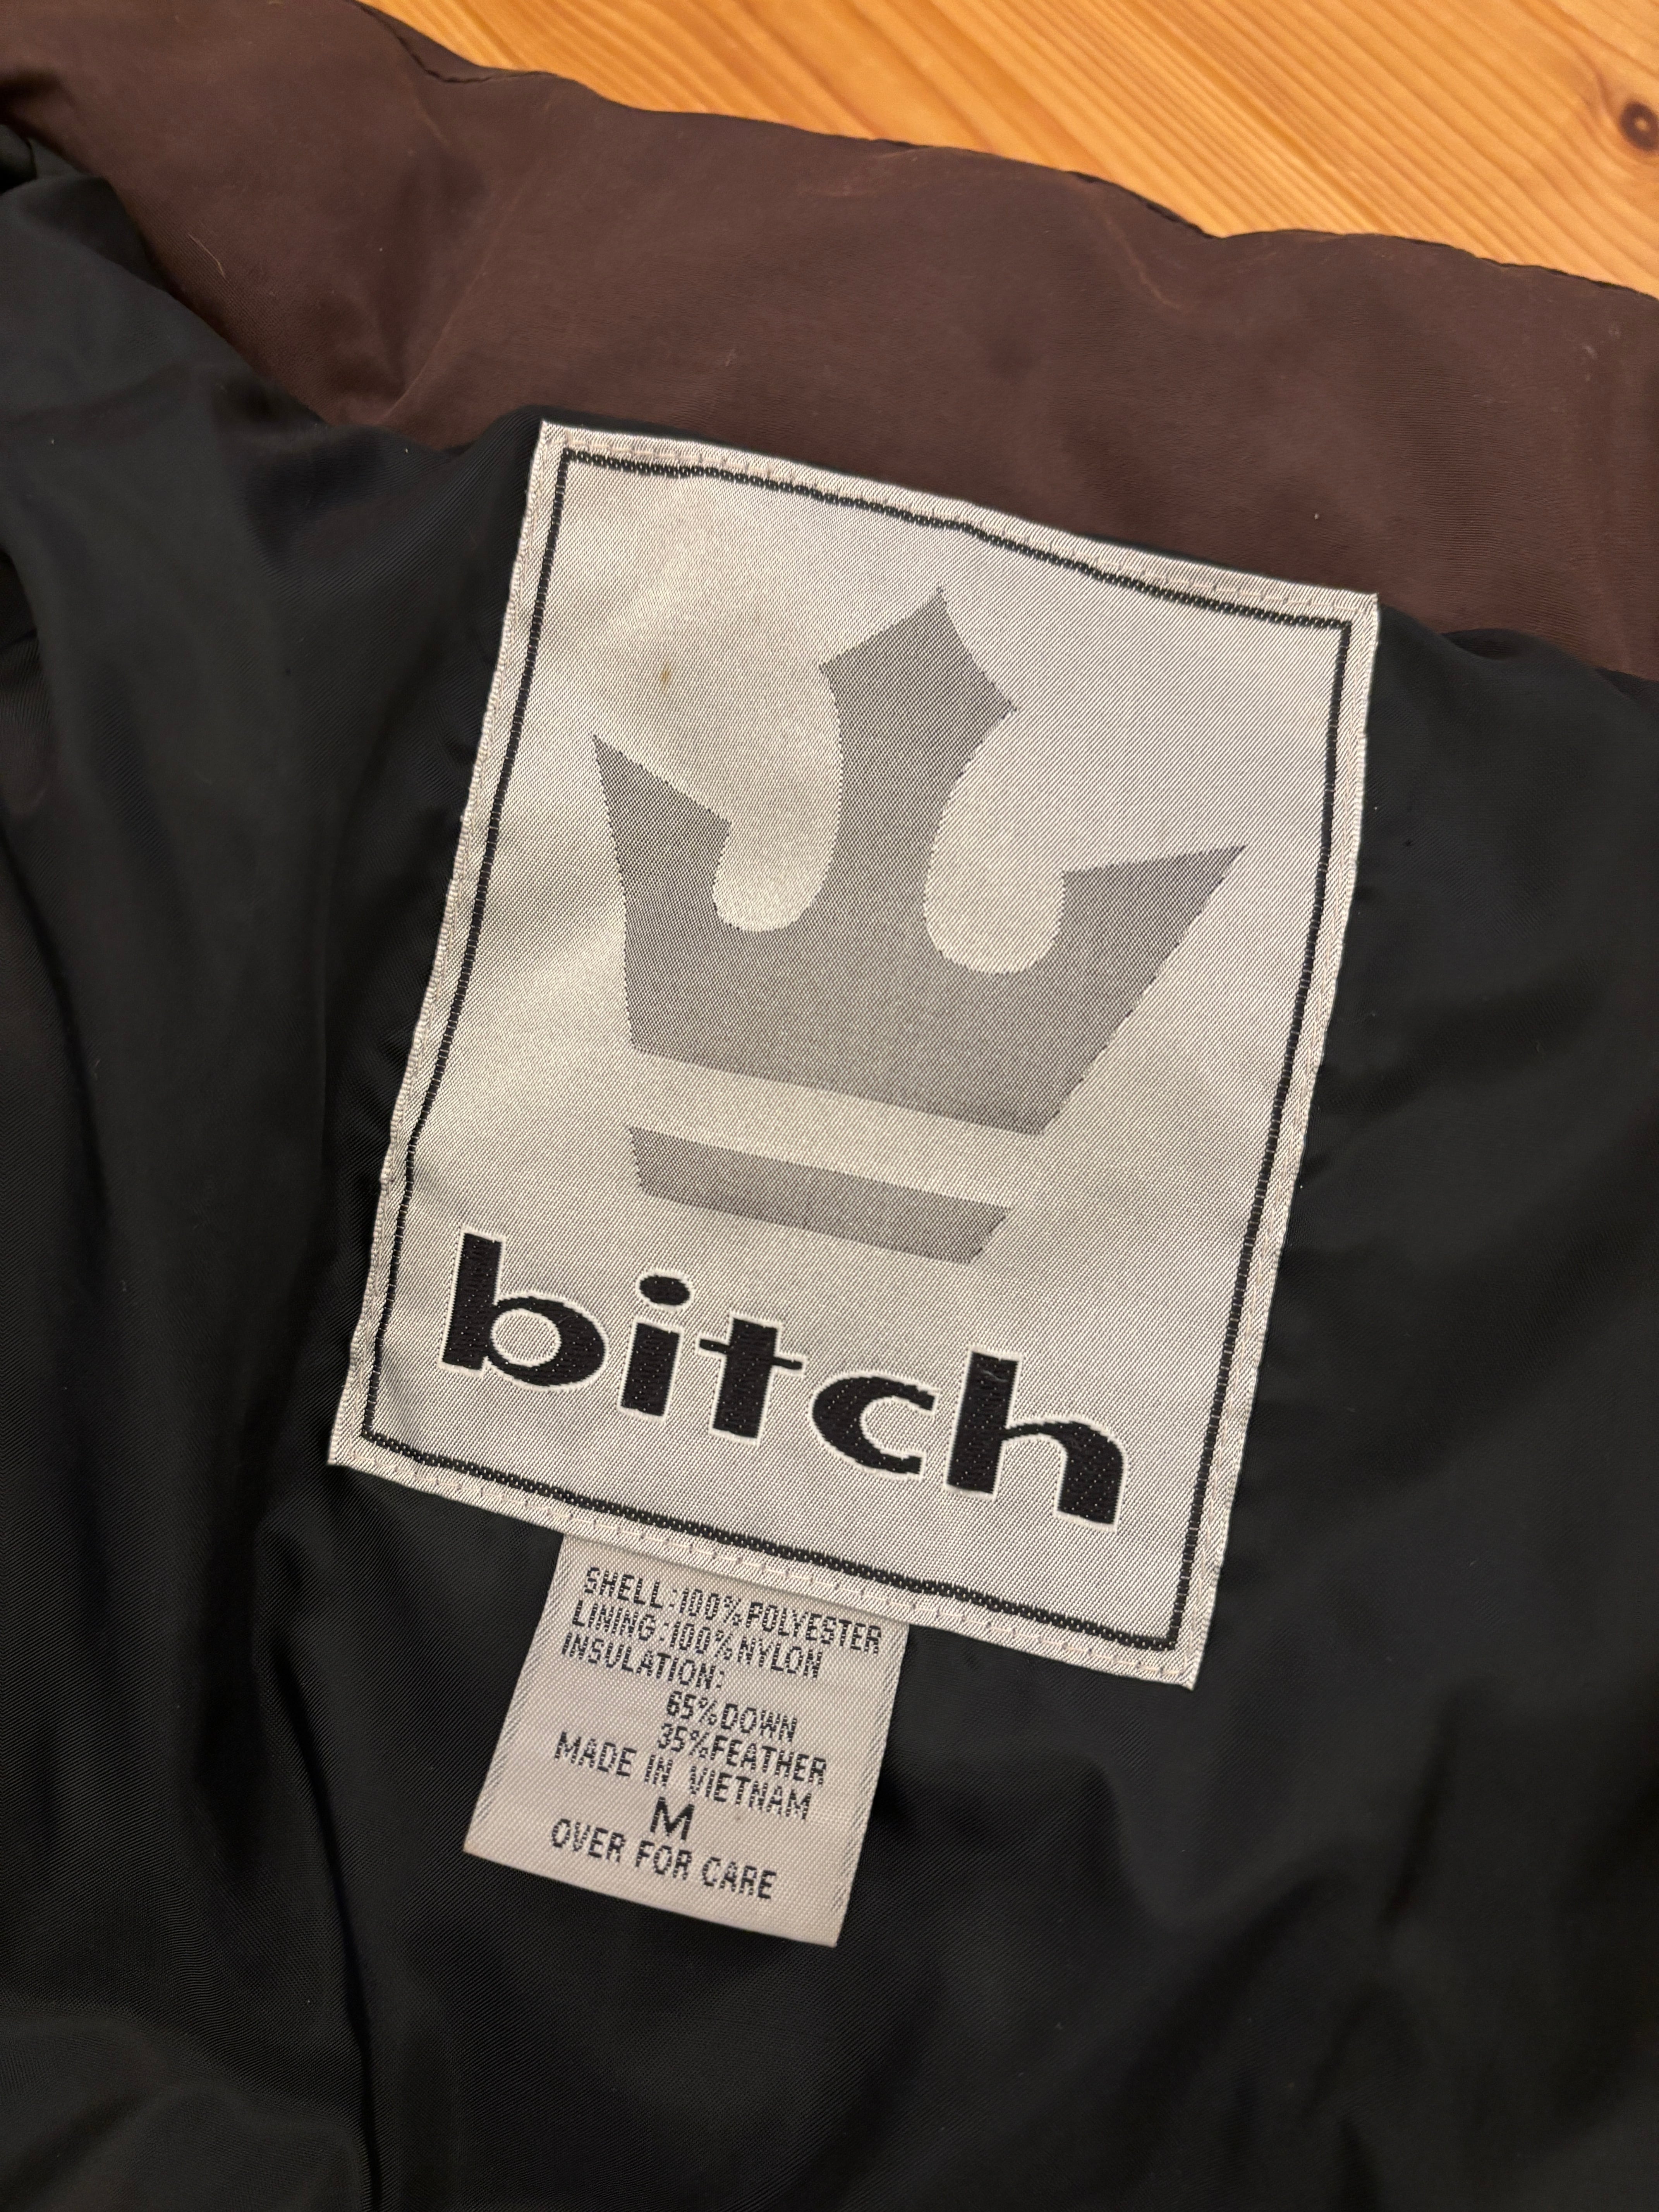 bitch
SHELL:100%POLYESTER
LINING:100%NYLON
INSULATION:
65%DOWN
35%FEATHER
MADE IN VIETNAM
M
OVER FOR CARE